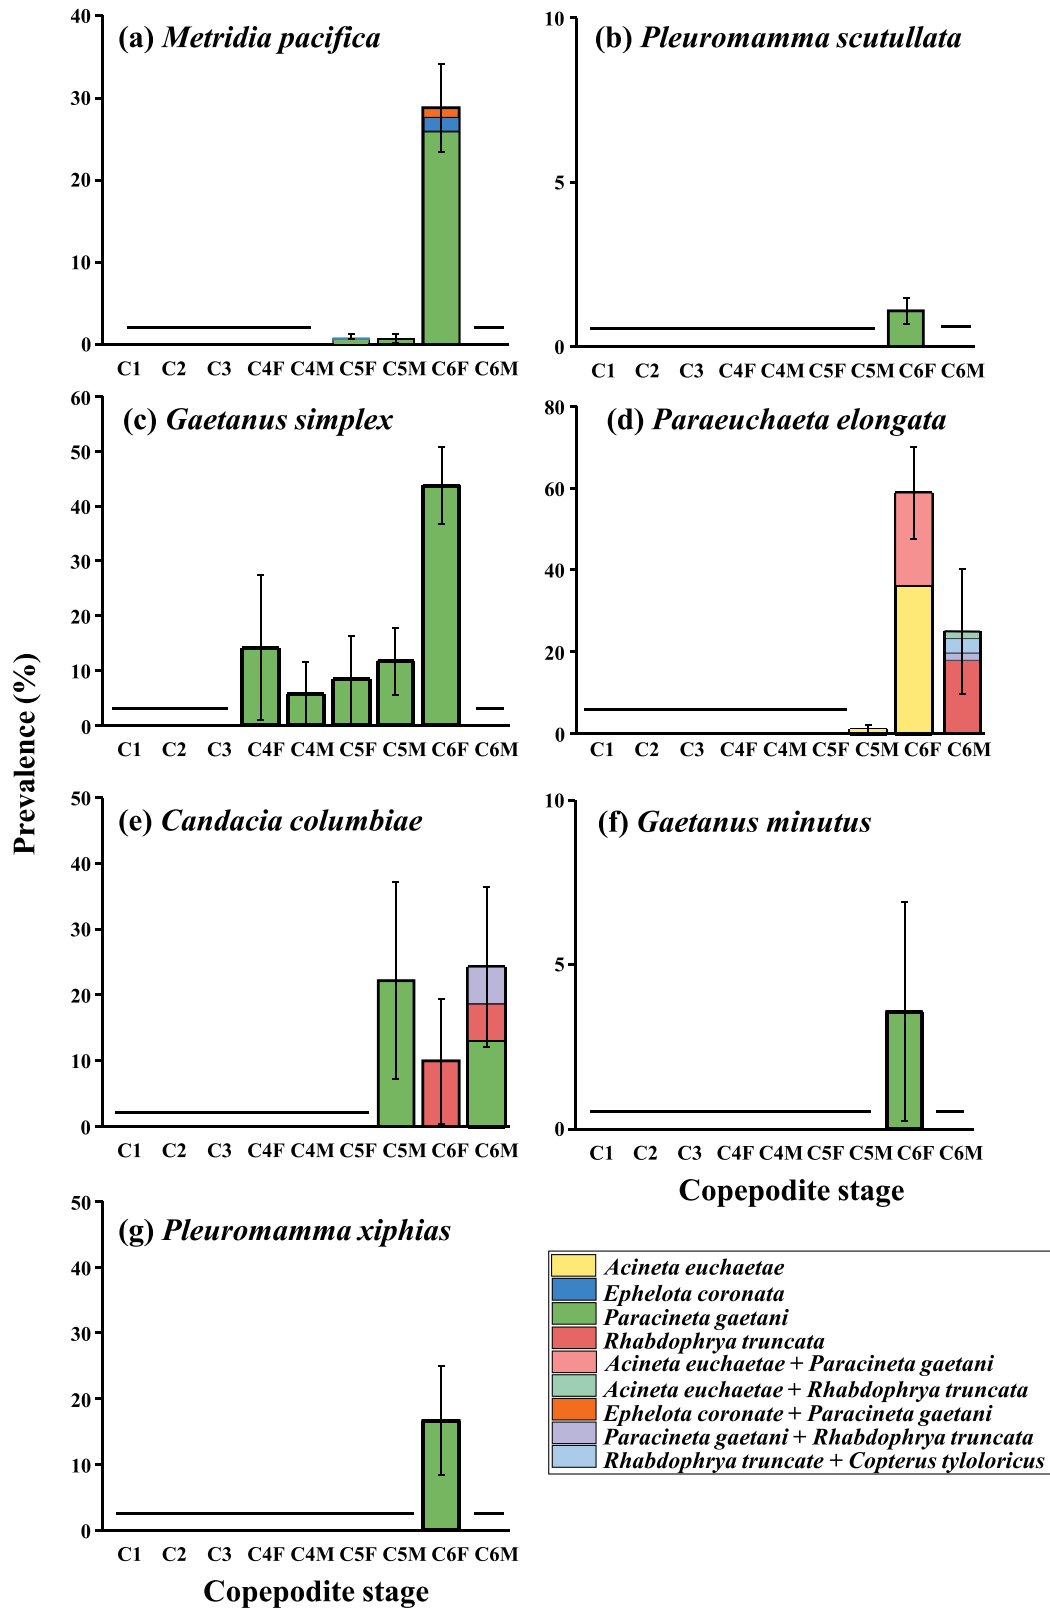 Prevalence (%)
(a) Metridia pacifica
40
30
20
10
0
C1 C2 C3 C4F C4M C5F C5M C6F C6M
(b) Pleuromamma scutullata
10
5
0
C1 C2 C3 C4F C4M C5F C5M C6F C6M
(c) Gaetanus simplex
60
50
40
30
20
10
0
C1 C2 C3 C4F C4M C5F C5M C6F C6M
(d) Paraeuchaeta elongata
80
60
40
20
0
C1 C2 C3 C4F C4M C5F C5M C6F C6M
(e) Candacia columbiae
50
40
30
20
10
0
C1 C2 C3 C4F C4M C5F C5M C6F C6M
(f) Gaetanus minutus
10
5
0
C1 C2 C3 C4F C4M C5F C5M C6F C6M
Copepodite stage
(g) Pleuromamma xiphias
50
40
30
20
10
0
C1 C2 C3 C4F C4M C5F C5M C6F C6M
Copepodite stage
Acineta euchaetae
Ephelota coronata
Paracineta gaetani
Rhabdophrya truncata
Acineta euchaetae + Paracineta gaetani
Acineta euchaetae + Rhabdophrya truncata
Ephelota coronate + Paracineta gaetani
Paracineta gaetani + Rhabdophrya truncata
Rhabdophrya truncate + Copterus tyloloricus